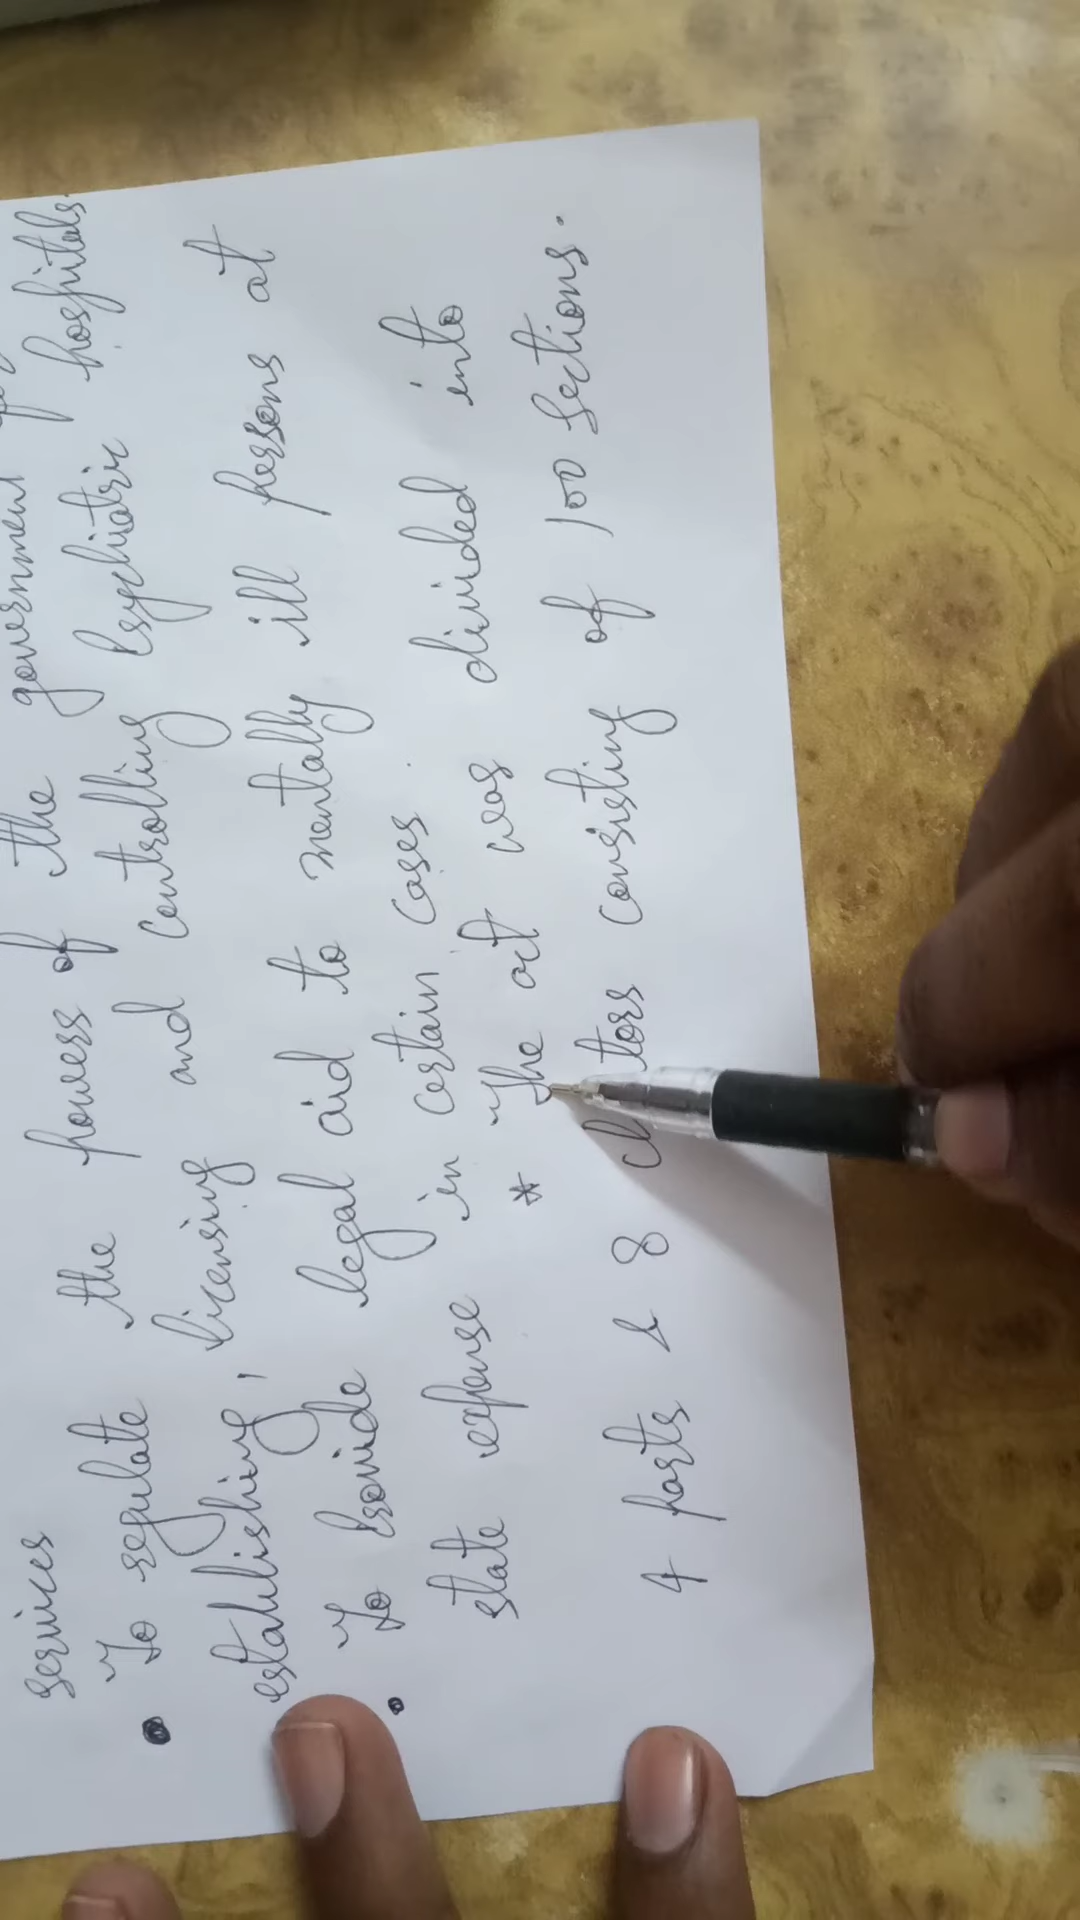 services
• To regulate the powers of the government
establishing, licensing and controlling psychiatric hospitals.
• To provide legal aid to mentally ill persons at
state expense in certain cases.
* The act was divided into
4 parts & 8 ch tors consisting of 100 sections.